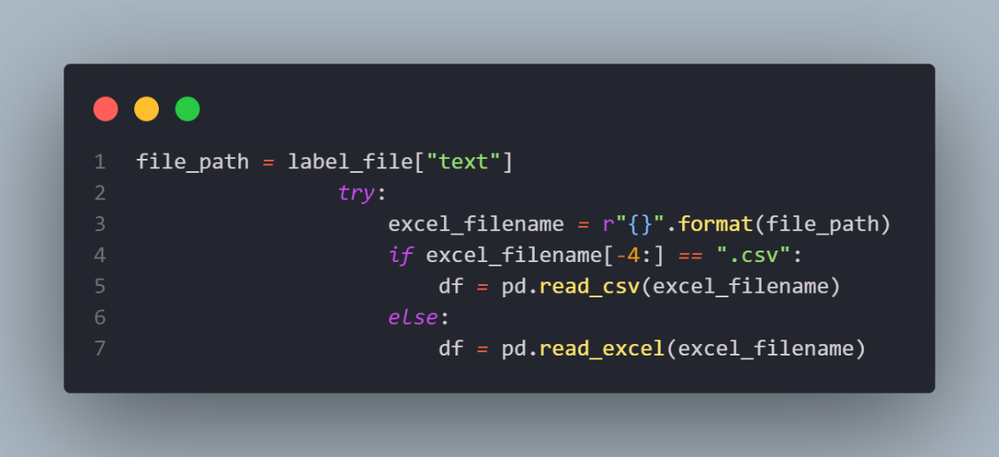 1 file_path = label_file["text"]
2                 try:
3                     excel_filename = r"{}".format(file_path)
4                     if excel_filename[-4:] == ".csv":
5                         df = pd.read_csv(excel_filename)
6                     else:
7                         df = pd.read_excel(excel_filename)